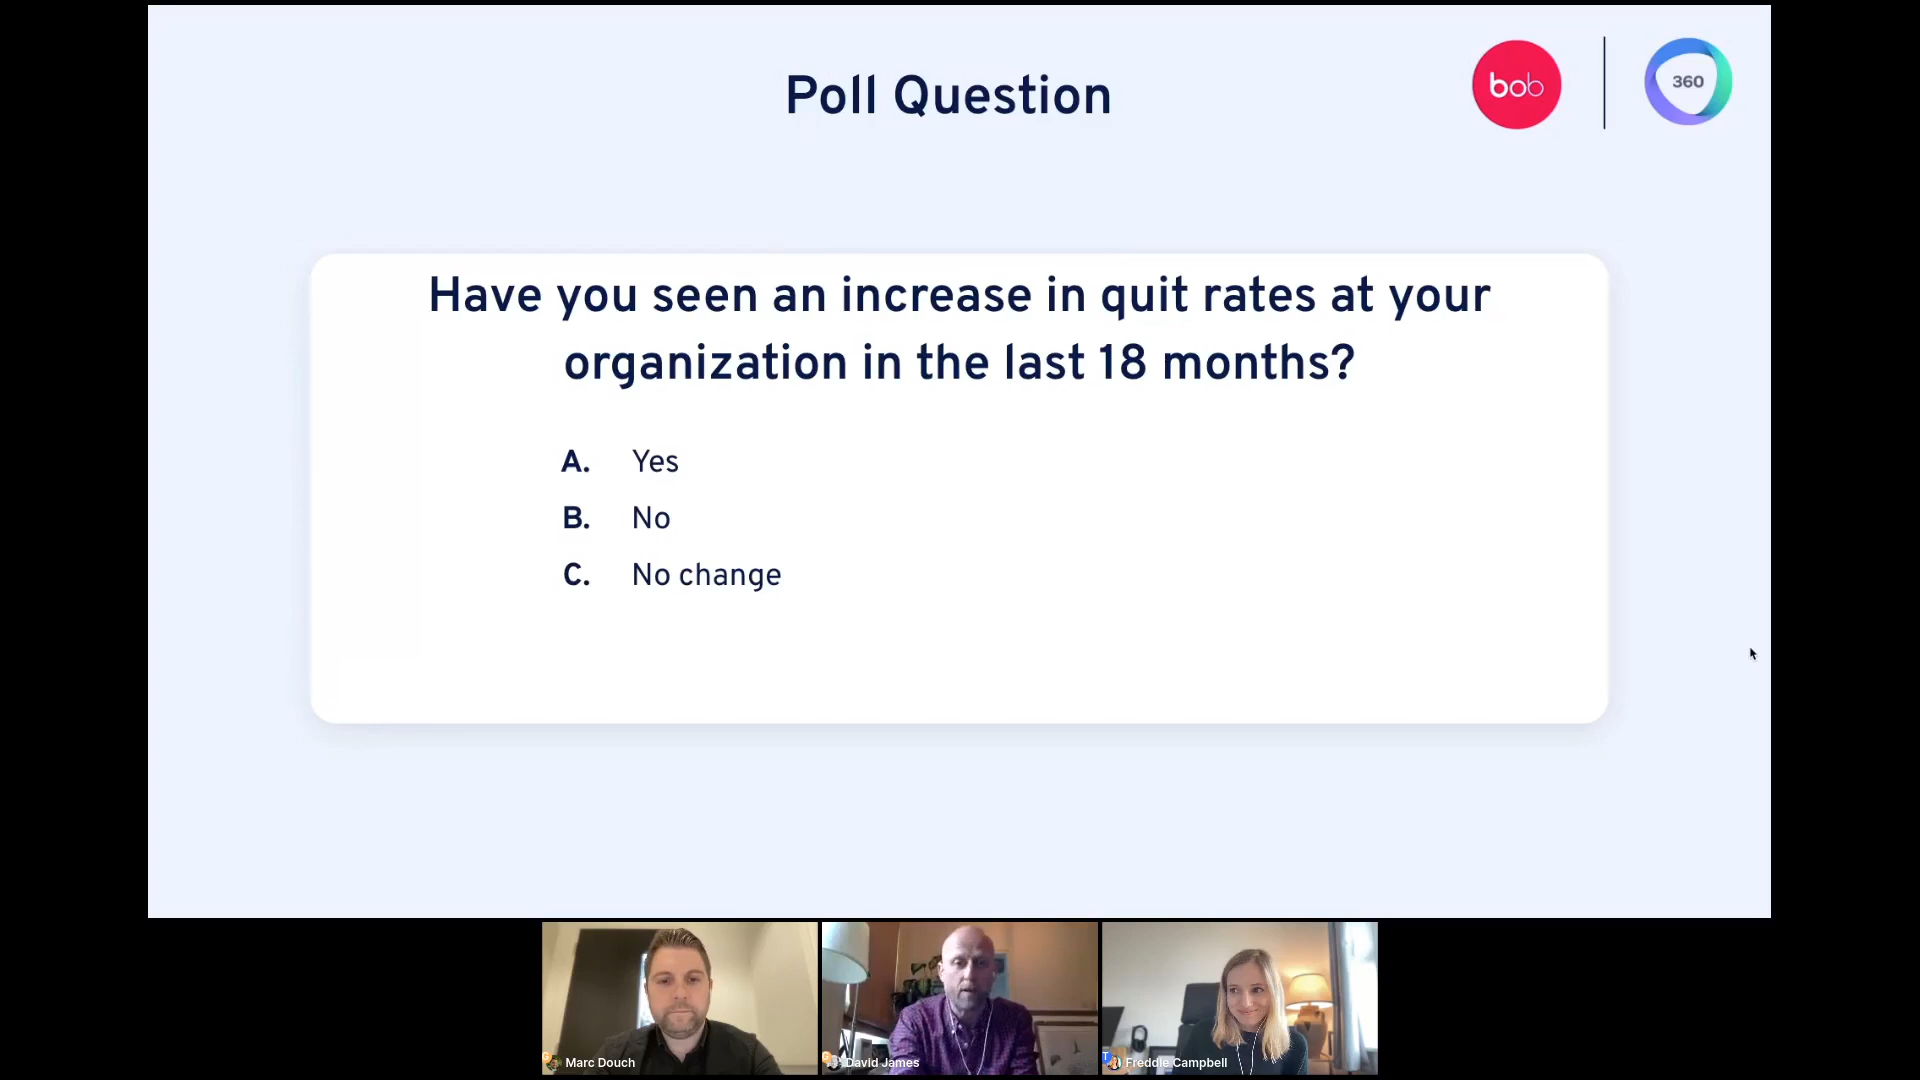 Poll Question
bob
360
Have you seen an increase in quit rates at your
organization in the last 18 months?
A. Yes
B. No
C. No change
Marc Douch
David James
Freddie Campbell